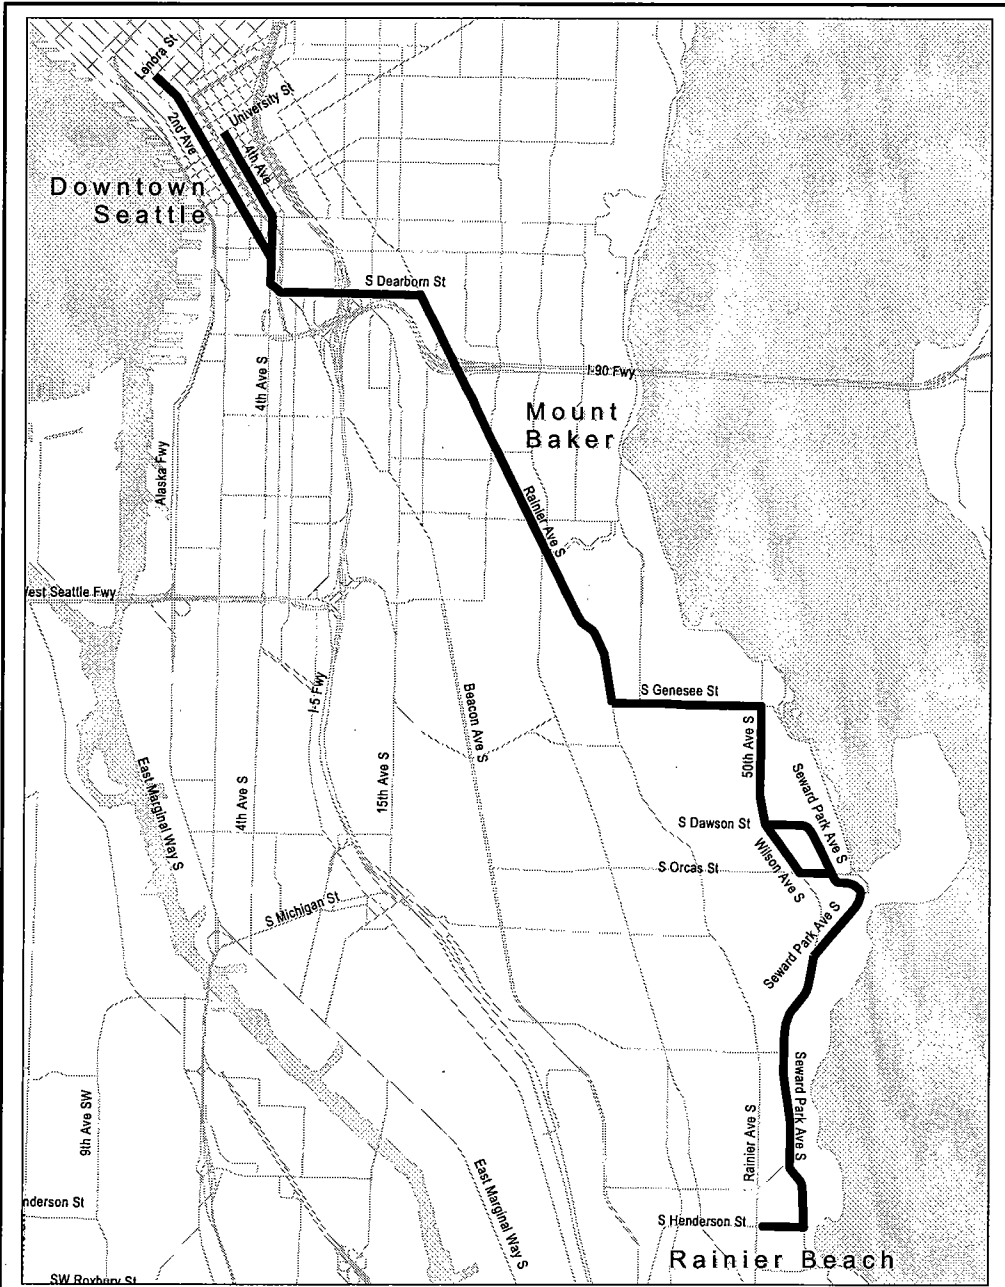 Lenora St
University St
2nd Ave
4th Ave
Downtown
Seattle
S Dearborn St
I-90 Fwy
4th Ave S
Mount
Baker
Alaska Fwy
Rainier Ave S
est Seattle Fwy
I-5 Fwy
Beacon Ave S
S Genesee St
50th Ave S
East Marginal Way S
4th Ave S
15th Ave S
Seward Park Ave S
S Dawson St
Wilson Ave S
S Orcas St
S Michigan St
Seward Park Ave S
Seward Park Ave S
9th Ave SW
Rainier Ave S
East Marginal Way S
nderson St
S Henderson St
Rainier Beach
SW Roxbury St